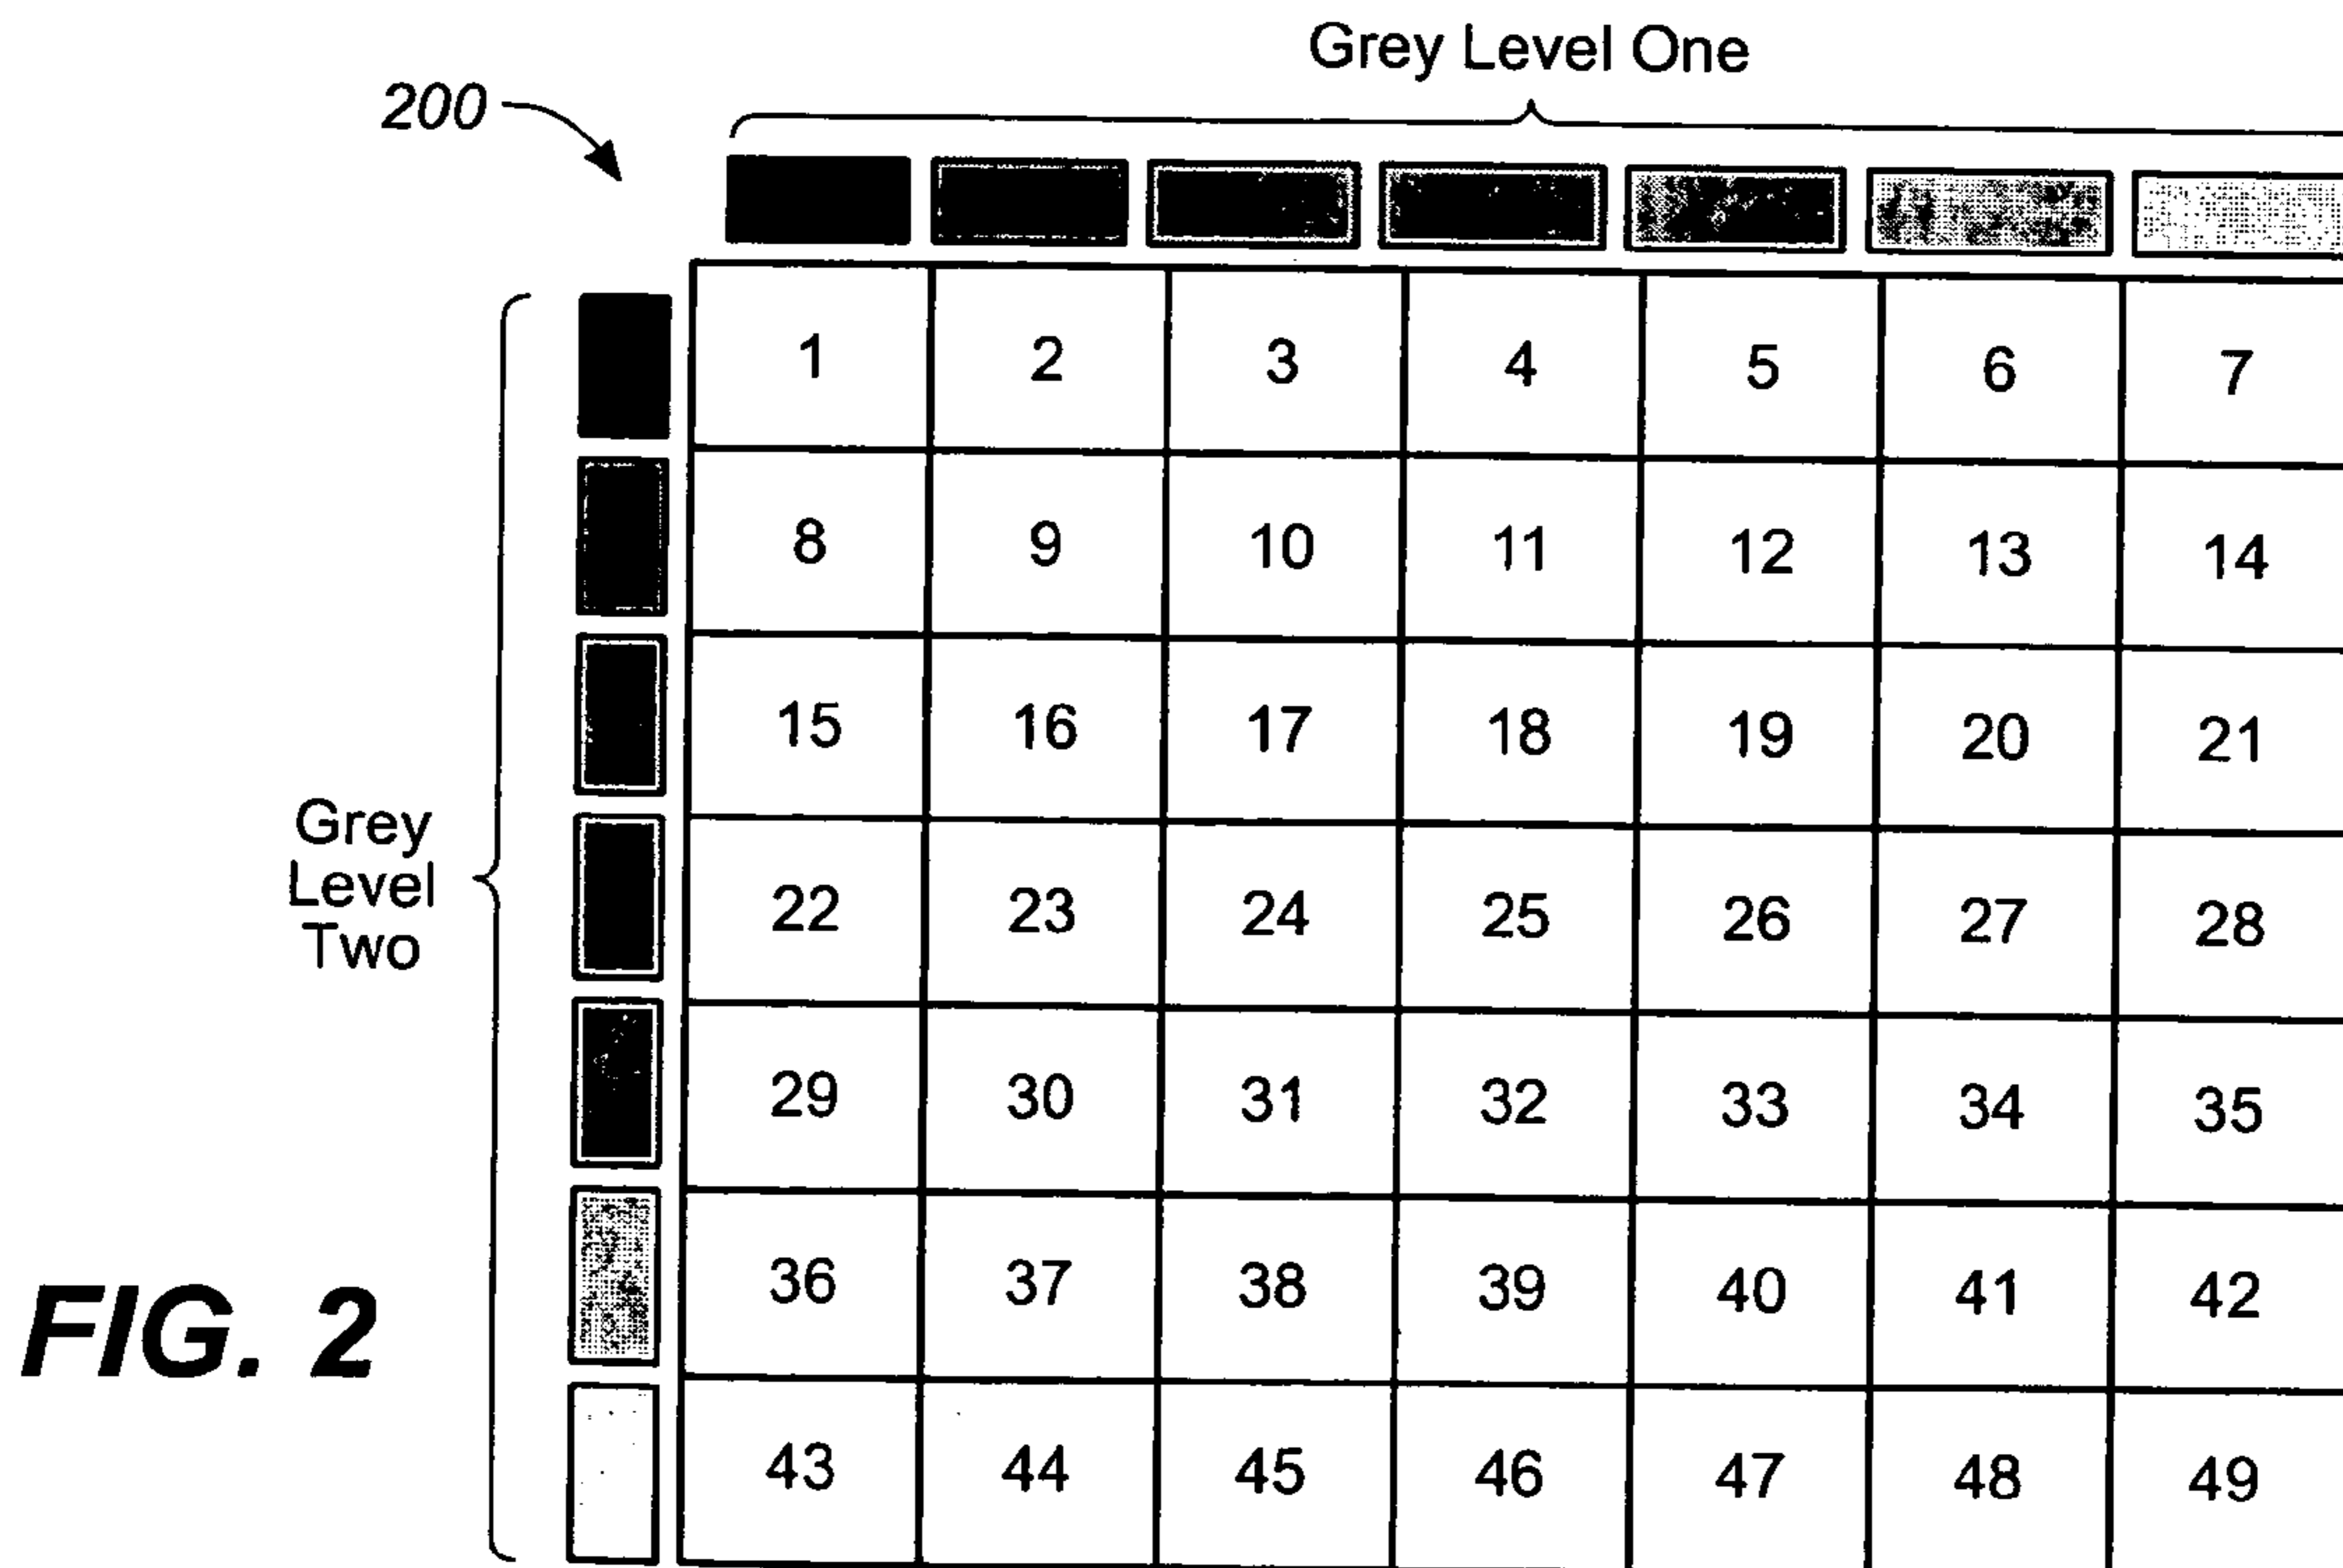 Grey Level One
200
1 2 3 4 5 6 7
8 9 10 11 12 13 14
15 16 17 18 19 20 21
Grey
Level
Two
22 23 24 25 26 27 28
29 30 31 32 33 34 35
36 37 38 39 40 41 42
43 44 45 46 47 48 49
FIG. 2